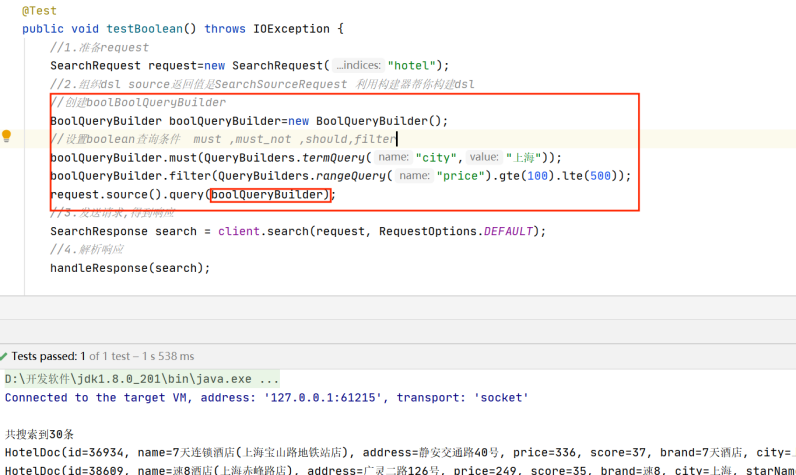 @Test
public void testBoolean() throws IOException {
//1.准备request
SearchRequest request=new SearchRequest( ...indices: "hotel");
//2.组织dsl source返回值是SearchSourceRequest 利用构建器帮你构建dsl
//创建boolBoolQueryBuilder
BoolQueryBuilder boolQueryBuilder=new BoolQueryBuilder();
//设置boolean查询条件 must ,must_not ,should,filter
boolQueryBuilder.must(QueryBuilders.termQuery( name: "city", value: "上海"));
boolQueryBuilder.filter(QueryBuilders.rangeQuery( name: "price").gte(100).lte(500));
request.source().query(boolQueryBuilder);
//3.发送请求,得到响应
SearchResponse search = client.search(request, RequestOptions.DEFAULT);
//4.解析响应
handleResponse(search);
Tests passed: 1 of 1 test – 1 s 538 ms
D:\开发软件\jdk1.8.0_201\bin\java.exe ...
Connected to the target VM, address: '127.0.0.1:61215', transport: 'socket'
共搜索到30条
HotelDoc(id=36934, name=7天连锁酒店(上海宝山路地铁站店), address=静安交通路40号, price=336, score=37, brand=7天酒店, city=
HotelDoc(id=38609, name=速8酒店(上海赤峰路店), address=广灵二路126号, price=249, score=35, brand=速8, city=上海, starNam